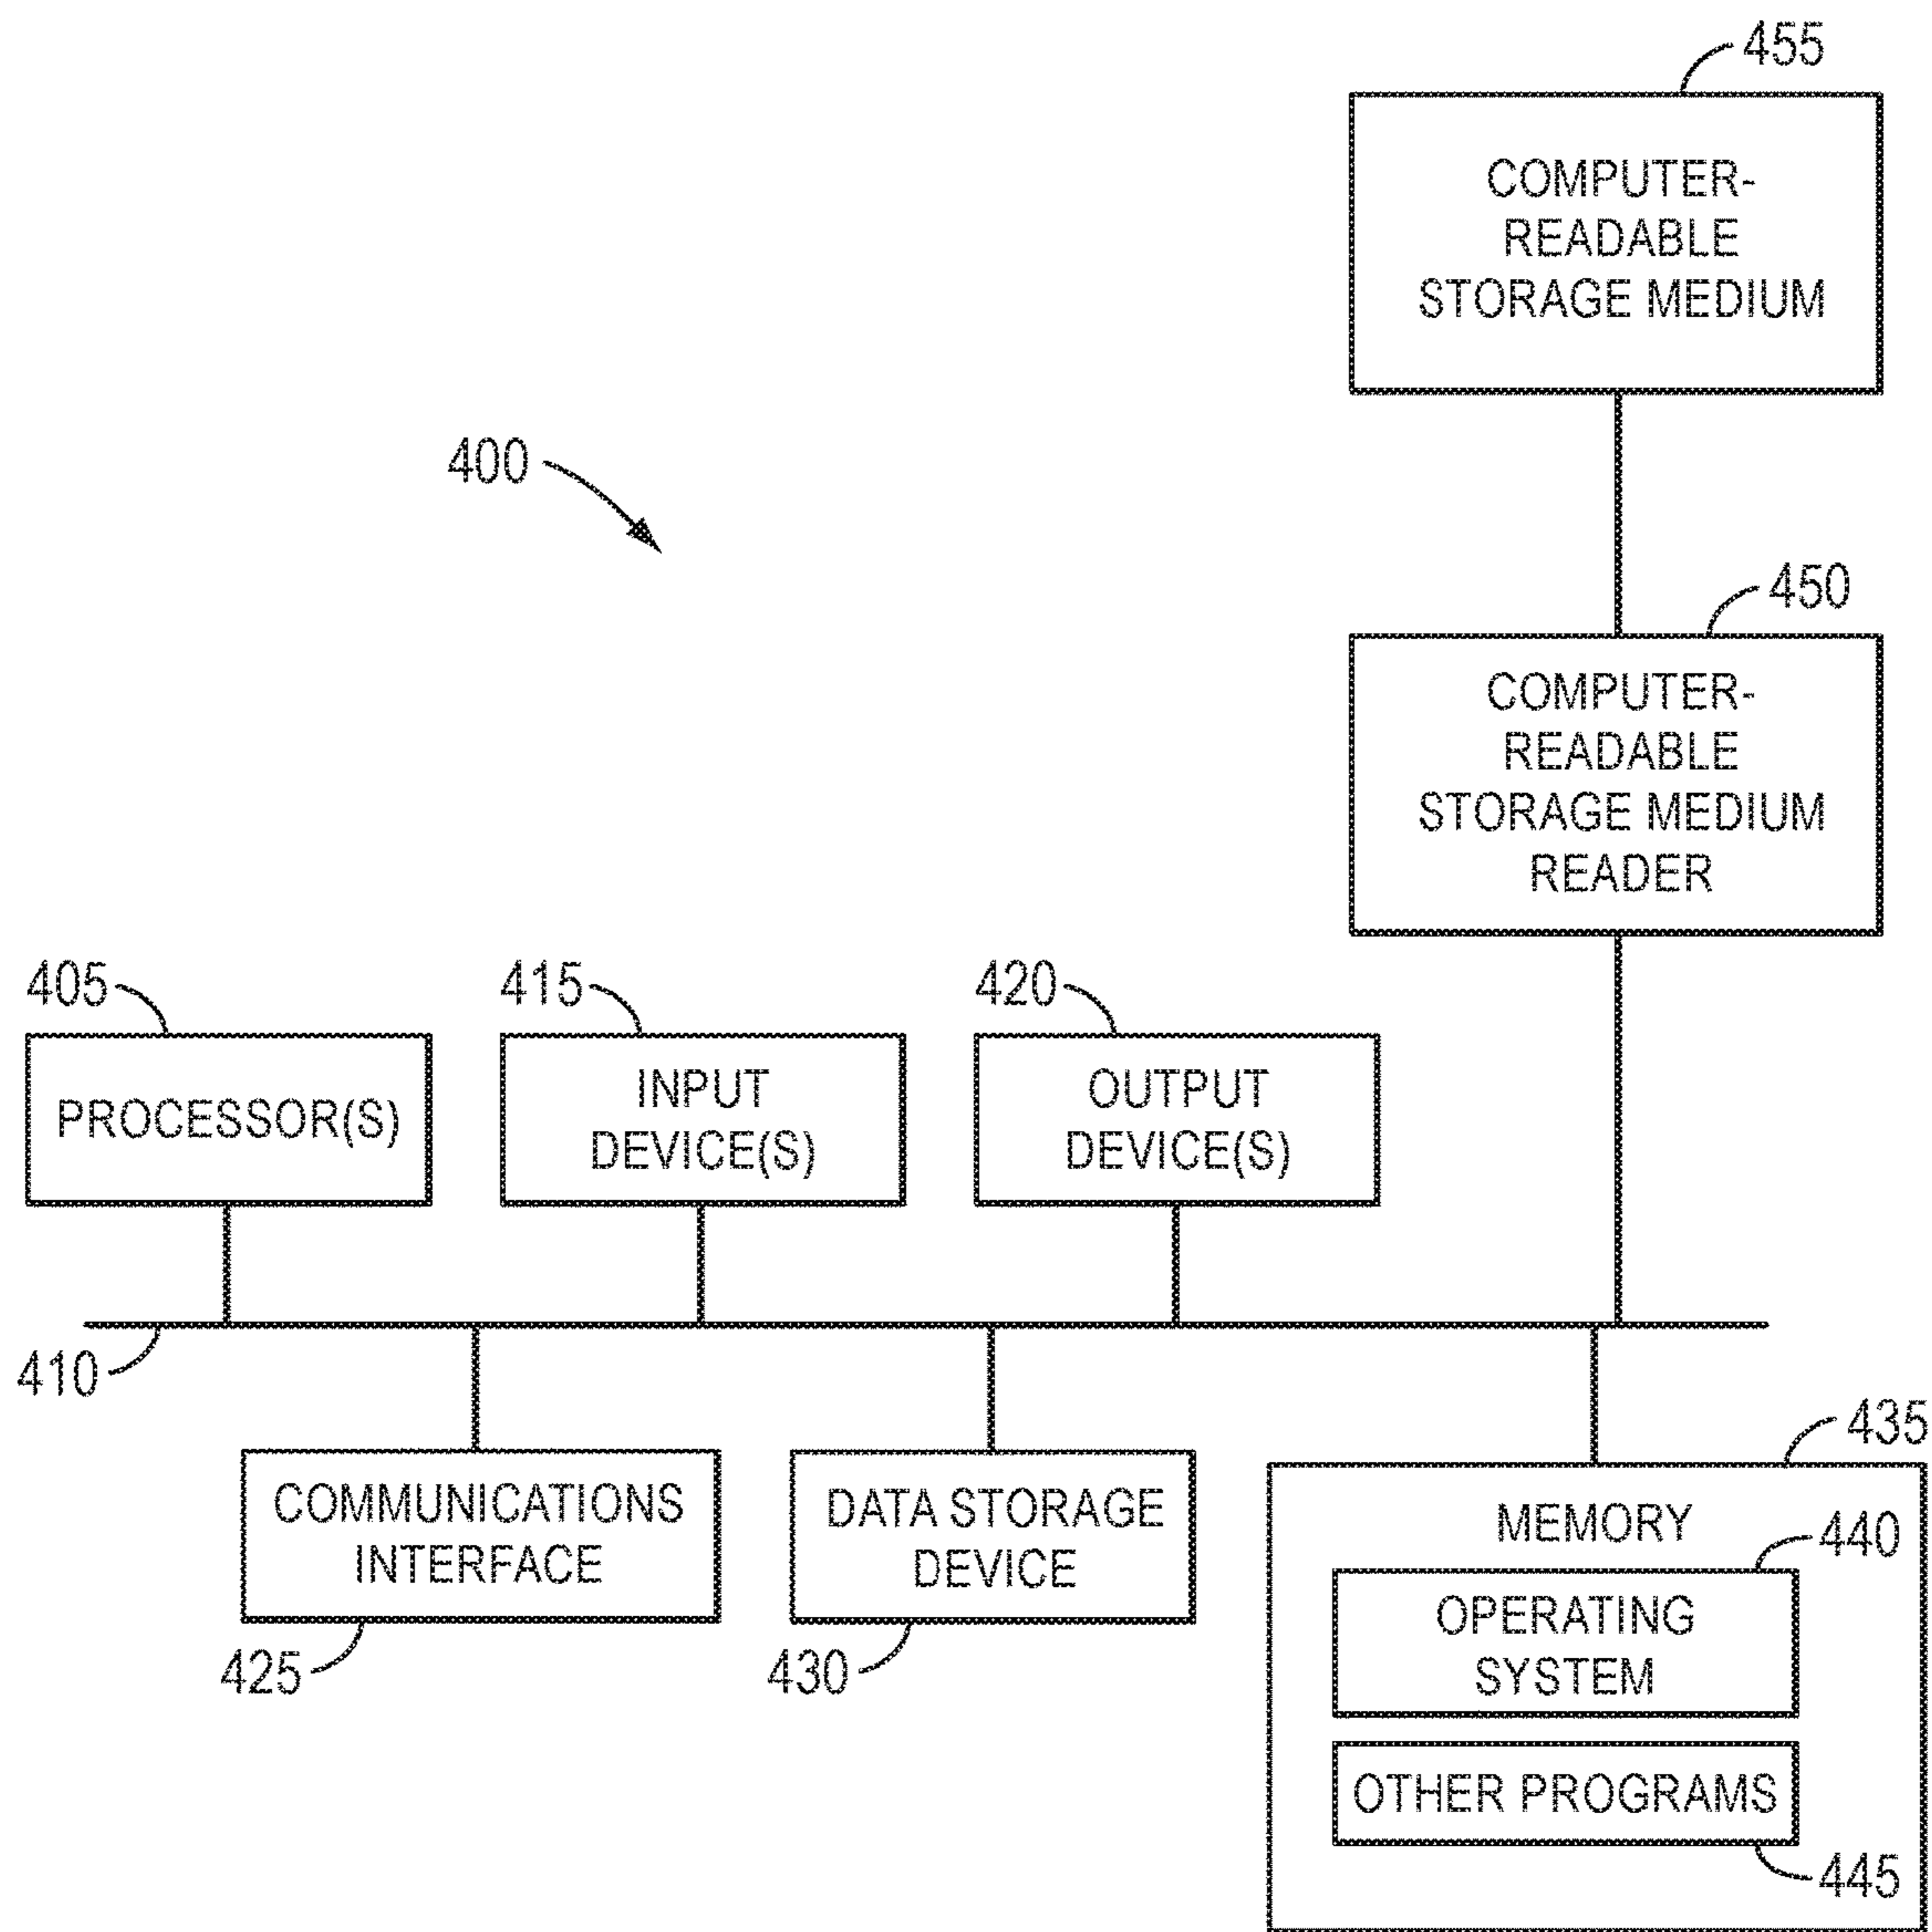 455
COMPUTER-
READABLE
STORAGE MEDIUM
400
450
COMPUTER-
READABLE
STORAGE MEDIUM
READER
405
415
420
PROCESSOR(S)
INPUT
DEVICE(S)
OUTPUT
DEVICE(S)
410
435
COMMUNICATIONS
INTERFACE
DATA STORAGE
DEVICE
MEMORY
440
OPERATING
SYSTEM
425
430
OTHER PROGRAMS
445